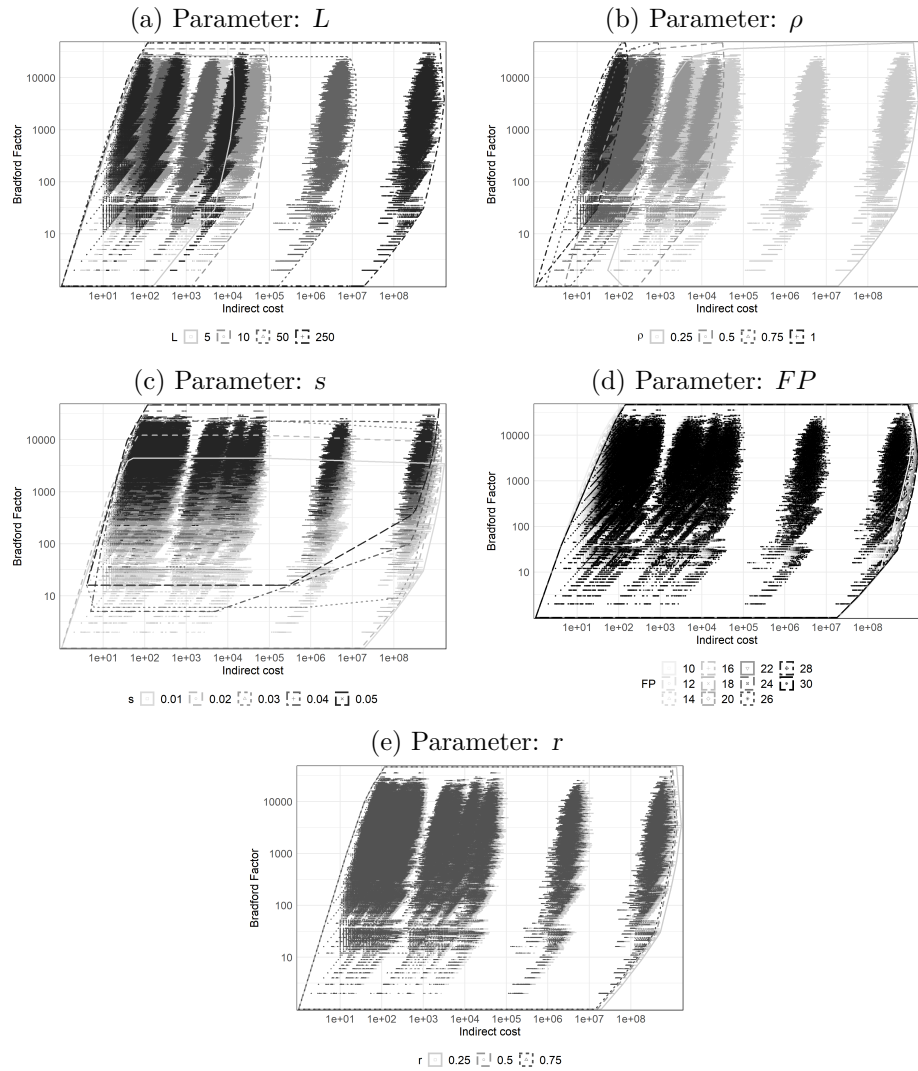 (a) Parameter: L
(b) Parameter: ρ
Bradford Factor
10000
1000
100
10
1e+01 1e+02 1e+03 1e+04 1e+05 1e+06 1e+07 1e+08
Indirect cost
L 5 10 50 250
Bradford Factor
10000
1000
100
10
1e+01 1e+02 1e+03 1e+04 1e+05 1e+06 1e+07 1e+08
Indirect cost
ρ 0.25 0.5 0.75 1
(c) Parameter: s
(d) Parameter: FP
Bradford Factor
10000
1000
100
10
1e+01 1e+02 1e+03 1e+04 1e+05 1e+06 1e+07 1e+08
Indirect cost
s 0.01 0.02 0.03 0.04 0.05
Bradford Factor
10000
1000
100
10
1e+01 1e+02 1e+03 1e+04 1e+05 1e+06 1e+07 1e+08
Indirect cost
10 16 22 28
FP 12 18 24 30
14 20 26
(e) Parameter: r
Bradford Factor
10000
1000
100
10
1e+01 1e+02 1e+03 1e+04 1e+05 1e+06 1e+07 1e+08
Indirect cost
r 0.25 0.5 0.75